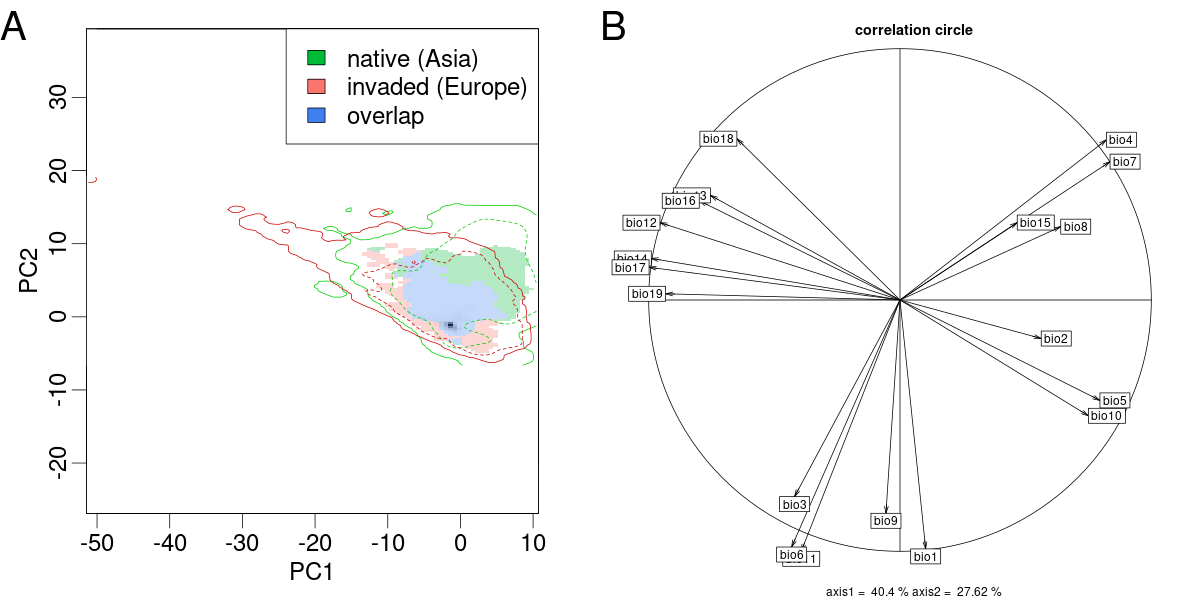 A
native (Asia)
invaded (Europe)
overlap
PC2
30
20
10
0
-10
-20
-50
-40
-30
-20
-10
0
10
PC1
B
correlation circle
bio18
bio4
bio7
bio16
bio12
bio15
bio8
bio17
bio19
bio2
bio5
bio10
bio3
bio9
bio6
bio1
axis1 = 40.4 % axis2 = 27.62 %